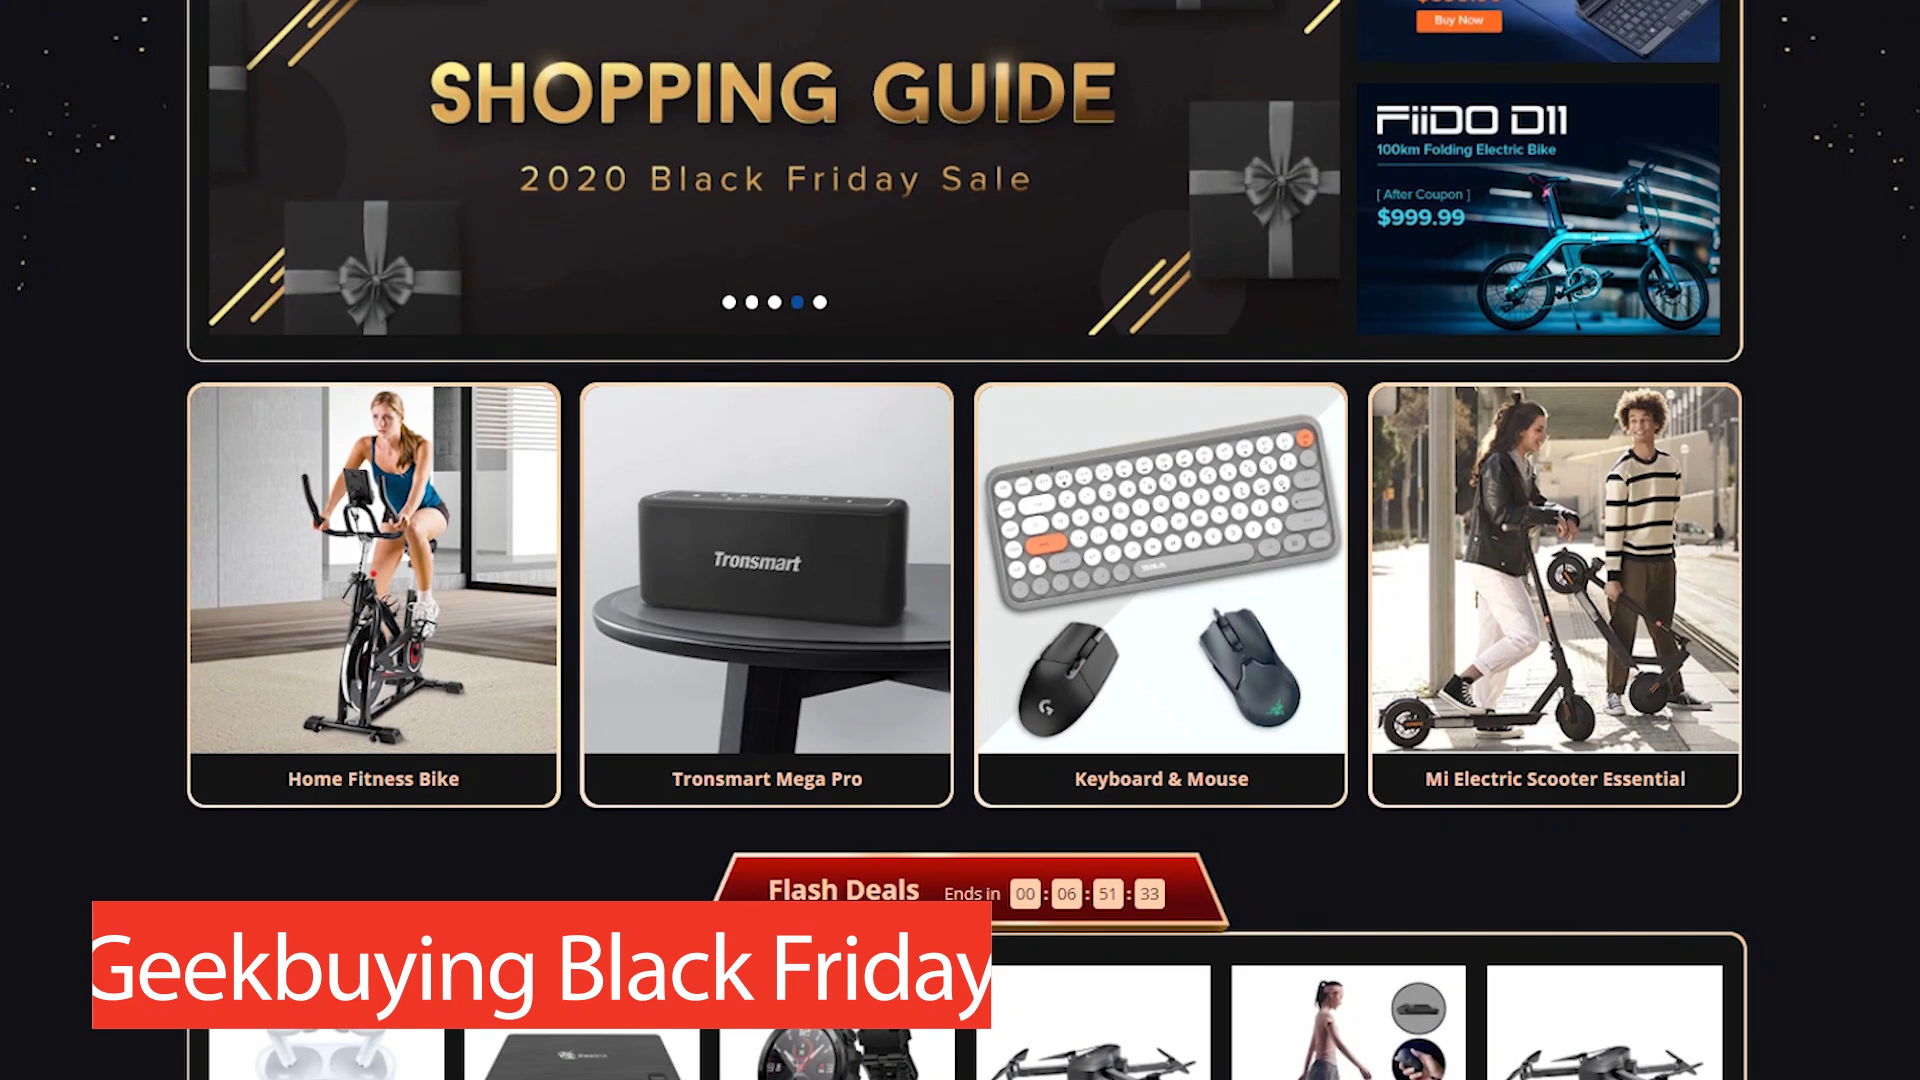 Buy Now
SHOPPING GUIDE
2020 Black Friday Sale
FiiDO D11
100km Folding Electric Bike
[ After Coupon ]
$999.99
Tronsmart
Home Fitness Bike
Tronsmart Mega Pro
Keyboard & Mouse
Mi Electric Scooter Essential
Flash Deals Ends in 00 : 06 : 51 : 33
Geekbuying Black Friday